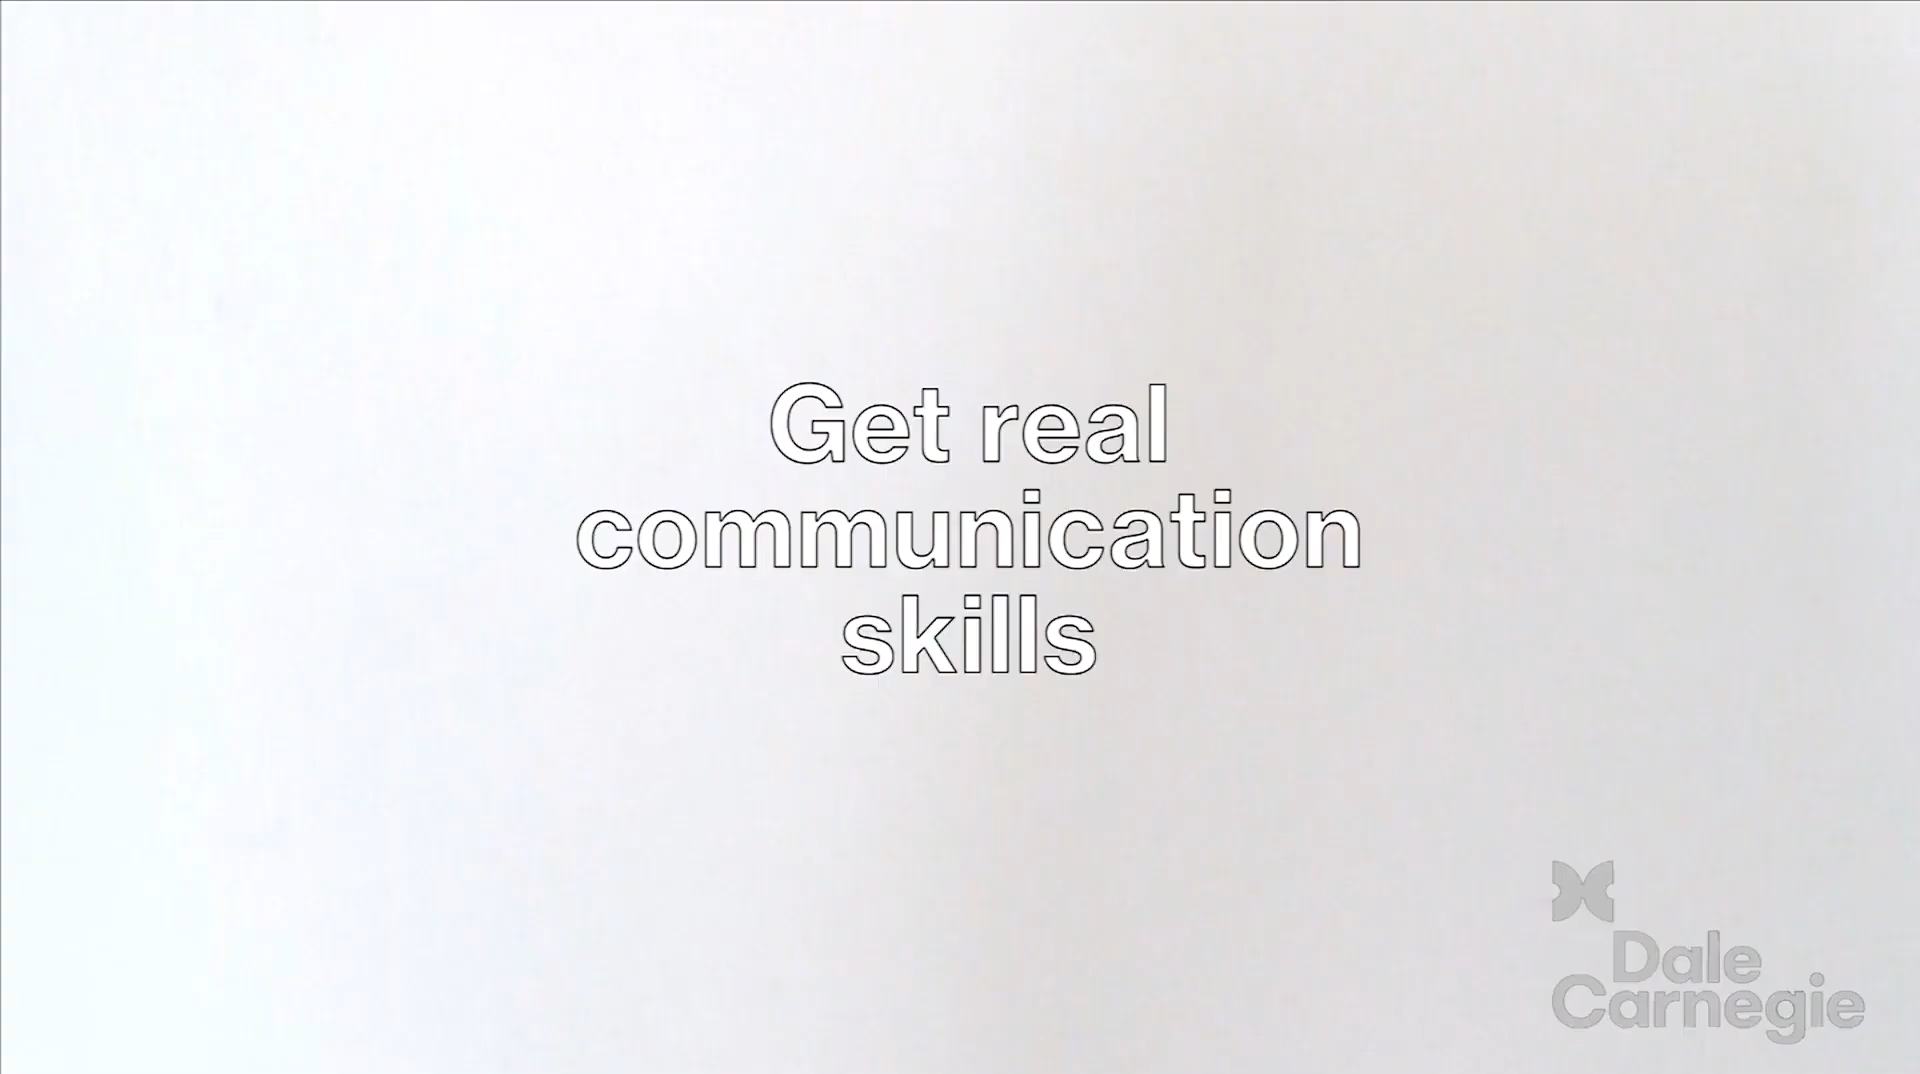 Get real
communication
skills
Dale
Carnegie